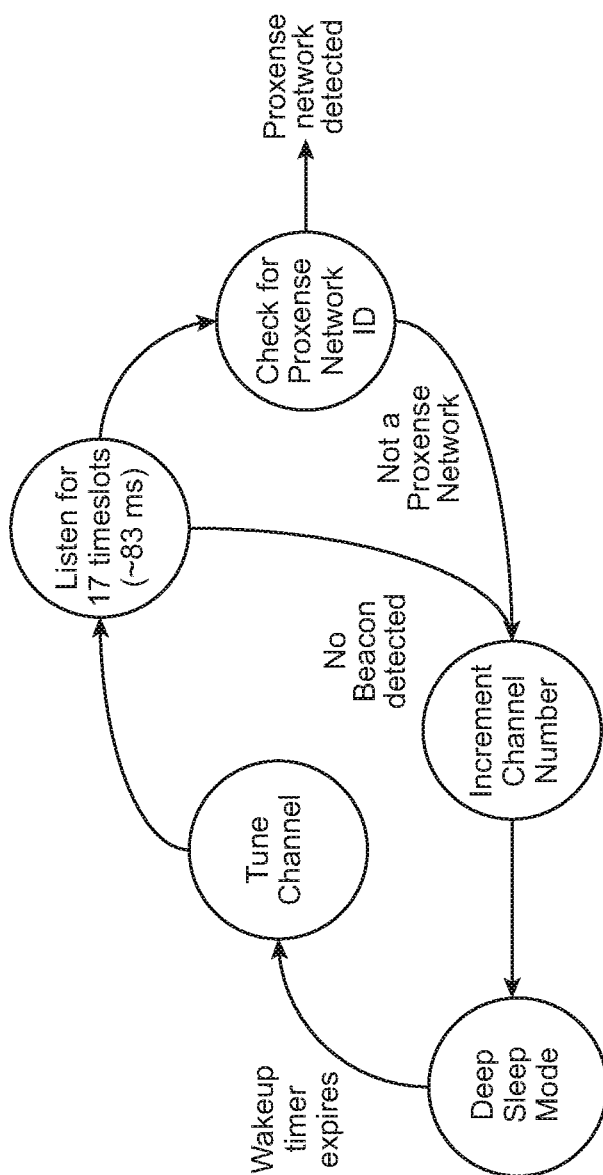 Wakeup
timer
expires
Deep
Sleep
Mode
Tune
Channel
Increment
Channel
Number
Listen for
17 timeslots
(~83 ms)
No
Beacon
detected
Not a
Proxense
Network
Check for
Proxense
Network
ID
Proxense
network
detected